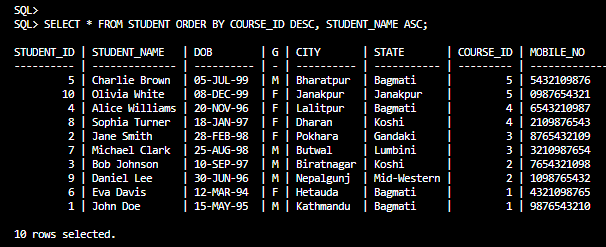 SQL>
SQL> SELECT * FROM STUDENT ORDER BY COURSE_ID DESC, STUDENT_NAME ASC;
STUDENT_ID | STUDENT_NAME | DOB | G | CITY | STATE | COURSE_ID | MOBILE_NO
---------- | --------------- | --------- | - | ---------- | ----------- | ---------- | ----------
5 | Charlie Brown | 05-JUL-99 | M | Bharatpur | Bagmati | 5 | 5432109876
10 | Olivia White | 08-DEC-99 | F | Janakpur | Janakpur | 5 | 0987654321
4 | Alice Williams | 20-NOV-96 | F | Lalitpur | Bagmati | 4 | 6543210987
8 | Sophia Turner | 18-JAN-97 | F | Dharan | Koshi | 4 | 2109876543
2 | Jane Smith | 28-FEB-98 | F | Pokhara | Gandaki | 3 | 8765432109
7 | Michael Clark | 25-AUG-98 | M | Butwal | Lumbini | 3 | 3210987654
3 | Bob Johnson | 10-SEP-97 | M | Biratnagar | Koshi | 2 | 7654321098
9 | Daniel Lee | 30-JUN-96 | M | Nepalgunj | Mid-Western | 2 | 1098765432
6 | Eva Davis | 12-MAR-94 | F | Hetauda | Bagmati | 1 | 4321098765
1 | John Doe | 15-MAY-95 | M | Kathmandu | Bagmati | 1 | 9876543210
10 rows selected.